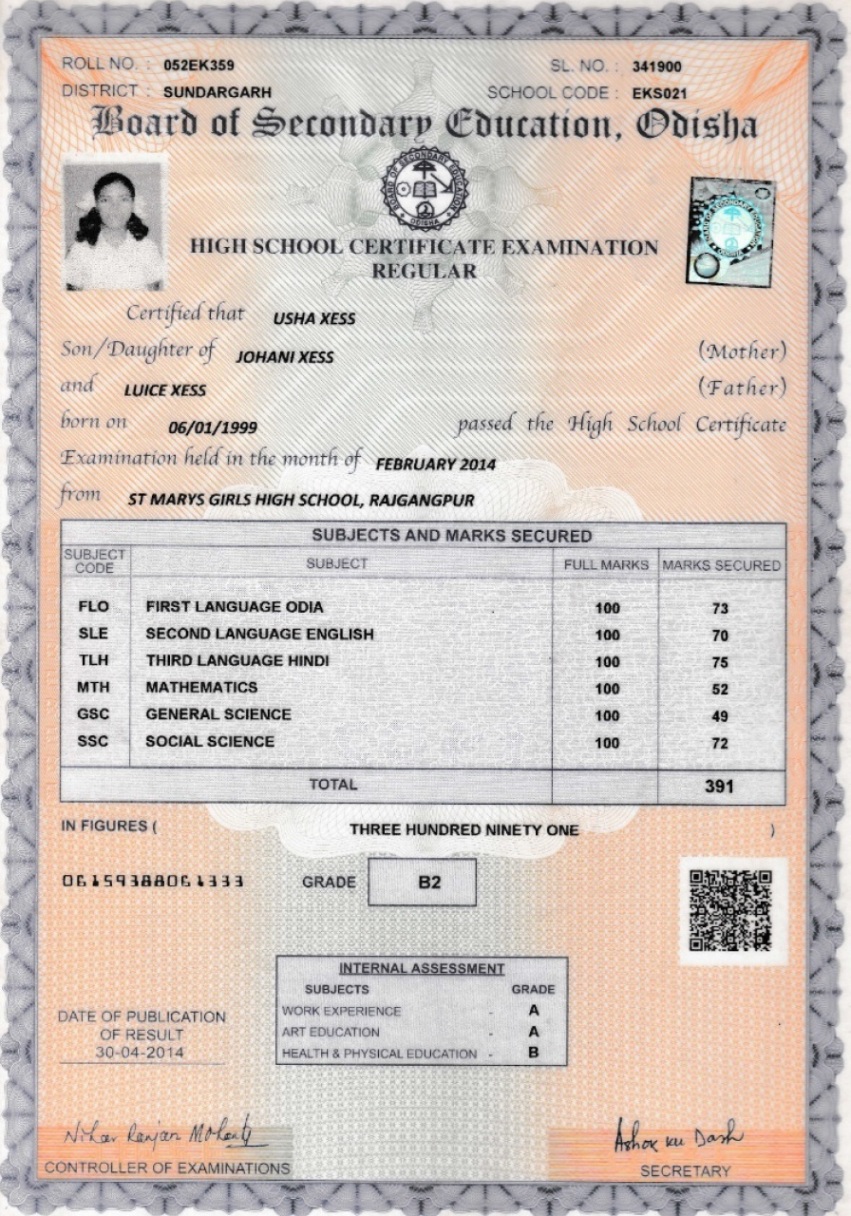 ROLL NO. : 052EK359 SL. NO. : 341900
DISTRICT : SUNDARGARH SCHOOL CODE : EKS021
Board of Secondary Education, Odisha
BOARD OF SECONDARY EDUCATION ODISHA
HIGH SCHOOL CERTIFICATE EXAMINATION
REGULAR
Certified that USHA XESS
Son/Daughter of JOHANI XESS (Mother)
and LUICE XESS (Father)
born on 06/01/1999 passed the High School Certificate
Examination held in the month of FEBRUARY 2014
from ST MARYS GIRLS HIGH SCHOOL, RAJGANGPUR
SUBJECTS AND MARKS SECURED
SUBJECT CODE SUBJECT FULL MARKS MARKS SECURED
FLO FIRST LANGUAGE ODIA 100 73
SLE SECOND LANGUAGE ENGLISH 100 70
TLH THIRD LANGUAGE HINDI 100 75
MTH MATHEMATICS 100 52
GSC GENERAL SCIENCE 100 49
SSC SOCIAL SCIENCE 100 72
TOTAL 391
IN FIGURES ( THREE HUNDRED NINETY ONE )
06159388061333 GRADE B2
INTERNAL ASSESSMENT
SUBJECTS GRADE
WORK EXPERIENCE - A
ART EDUCATION - A
HEALTH & PHYSICAL EDUCATION - B
DATE OF PUBLICATION
OF RESULT
30-04-2014
Nihar Ranjan Mohanty Ashok Ku Dash
CONTROLLER OF EXAMINATIONS SECRETARY